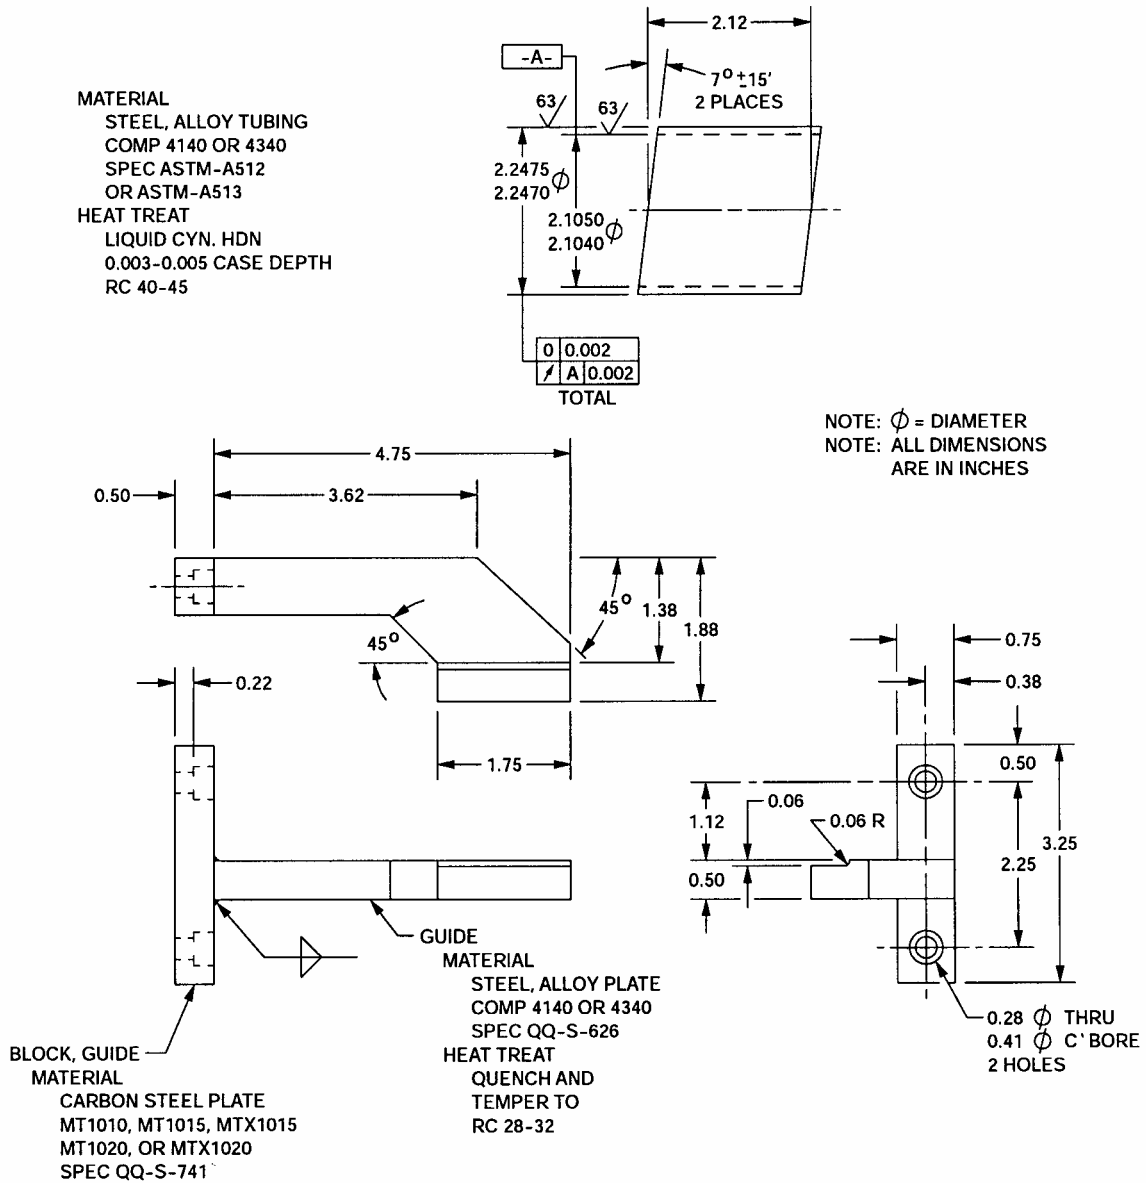 2.12
-A-
7° ±15'
2 PLACES
63
63
MATERIAL
STEEL, ALLOY TUBING
COMP 4140 OR 4340
SPEC ASTM-A512
OR ASTM-A513
HEAT TREAT
LIQUID CYN. HDN
0.003-0.005 CASE DEPTH
RC 40-45
2.2475
2.2470 ϕ
2.1050
2.1040 ϕ
0 0.002
↗ A 0.002
TOTAL
NOTE: ϕ = DIAMETER
NOTE: ALL DIMENSIONS
ARE IN INCHES
4.75
0.50
3.62
45°
1.38
1.88
45°
0.22
1.75
0.75
0.38
0.50
0.06
1.12
0.06 R
3.25
2.25
0.50
GUIDE
MATERIAL
STEEL, ALLOY PLATE
COMP 4140 OR 4340
SPEC QQ-S-626
HEAT TREAT
QUENCH AND
TEMPER TO
RC 28-32
0.28 ϕ THRU
0.41 ϕ C'BORE
2 HOLES
BLOCK, GUIDE
MATERIAL
CARBON STEEL PLATE
MT1010, MT1015, MTX1015
MT1020, OR MTX1020
SPEC QQ-S-741